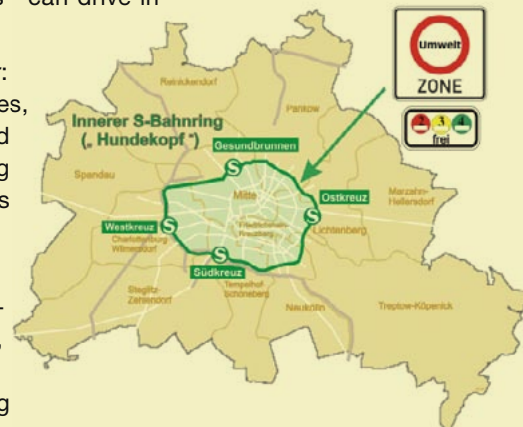 can drive in
r:
es,
d
g
s
-
,
g
Umwelt
ZONE
2 3 4
frei
Innerer S-Bahnring
(„Hundekopf“)
Reinickendorf
Pankow
Gesundbrunnen
S
Spandau
Mitte
Ostkreuz
S
Marzahn-
Hellersdorf
Friedrichshain-
Kreuzberg
Lichtenberg
Westkreuz
S
Charlottenburg
Wilmersdorf
S
Südkreuz
Steglitz-
Zehlendorf
Tempelhof-
Schöneberg
Neukölln
Treptow-Köpenick